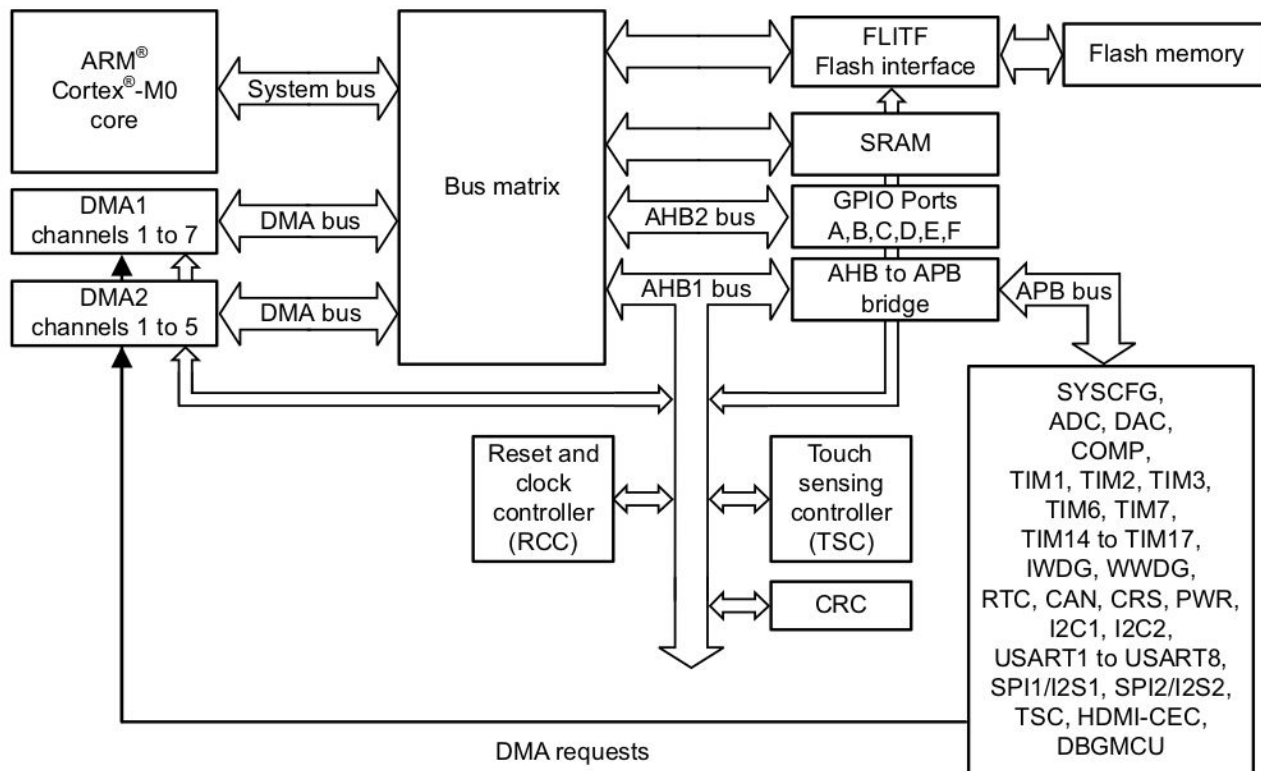 ARM®
Cortex®-M0
core
System bus
Bus matrix
FLITF
Flash interface
Flash memory
SRAM
DMA1
channels 1 to 7
DMA bus
AHB2 bus
GPIO Ports
A,B,C,D,E,F
DMA2
channels 1 to 5
DMA bus
AHB1 bus
AHB to APB
bridge
APB bus
Reset and
clock
controller
(RCC)
Touch
sensing
controller
(TSC)
CRC
SYSCFG,
ADC, DAC,
COMP,
TIM1, TIM2, TIM3,
TIM6, TIM7,
TIM14 to TIM17,
IWDG, WWDG,
RTC, CAN, CRS, PWR,
I2C1, I2C2,
USART1 to USART8,
SPI1/I2S1, SPI2/I2S2,
TSC, HDMI-CEC,
DBGMCU
DMA requests